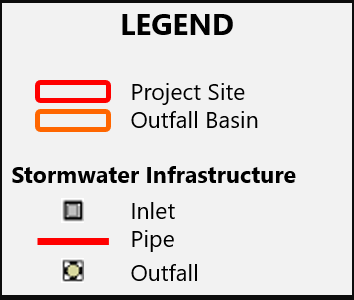 LEGEND
Project Site
Outfall Basin
Stormwater Infrastructure
Inlet
Pipe
Outfall